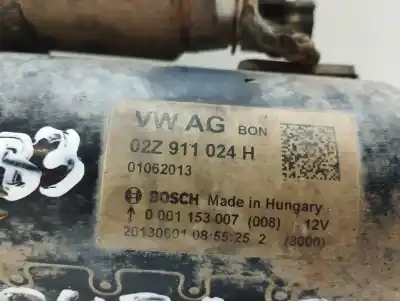 VW AG BON
02Z 911 024 H
01062013
BOSCH Made in Hungary
↑ 0 001 153 007 (008) 12V
20130601 08:55:25 2 (3000)